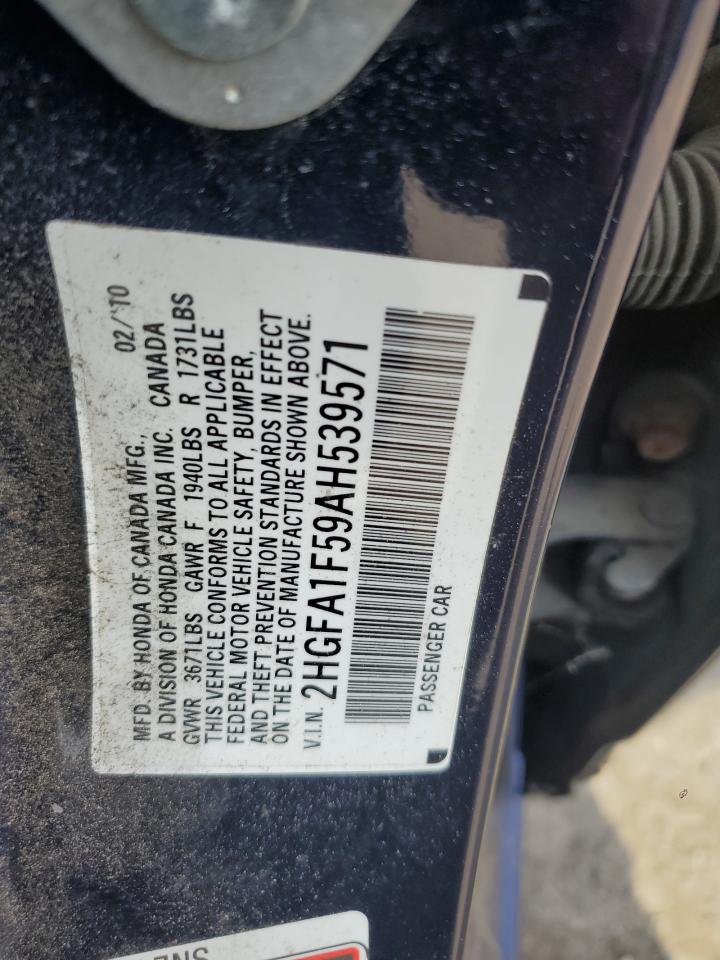 MFD. BY HONDA OF CANADA MFG., 02/'10
A DIVISION OF HONDA CANADA INC. CANADA
GVWR 3671LBS GAWR F 1940LBS R 1731LBS
THIS VEHICLE CONFORMS TO ALL APPLICABLE
FEDERAL MOTOR VEHICLE SAFETY, BUMPER,
AND THEFT PREVENTION STANDARDS IN EFFECT
ON THE DATE OF MANUFACTURE SHOWN ABOVE.
V.I.N. 2HGFA1F59AH539571
PASSENGER CAR